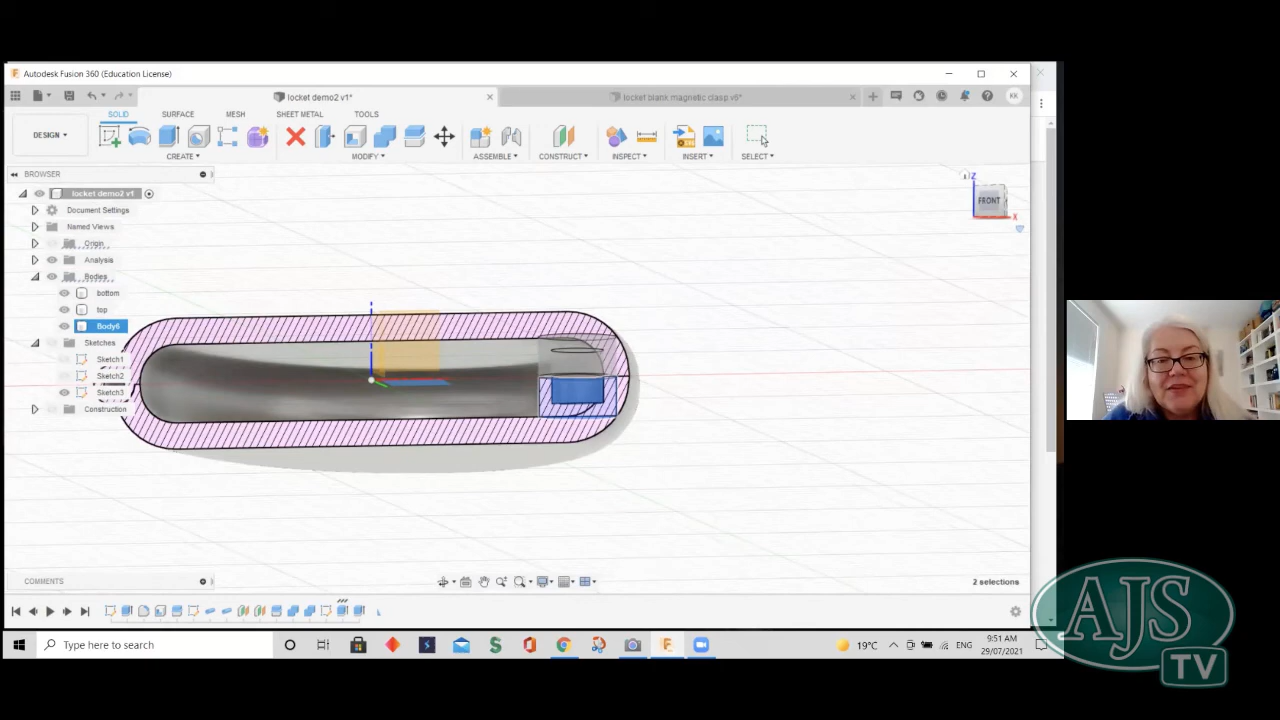 Autodesk Fusion 360 (Education License)
locket demo2 v1*
locket blank magnetic clasp v6*
KK
SOLID
SURFACE
MESH
SHEET METAL
TOOLS
DESIGN
CREATE
MODIFY
ASSEMBLE
CONSTRUCT
INSPECT
INSERT
SELECT
BROWSER
locket demo2 v1
Document Settings
Named Views
Origin
Analysis
Bodies
bottom
top
Body6
Sketches
Sketch1
Sketch2
Sketch3
Construction
Z
FRONT
X
COMMENTS
2 selections
Type here to search
19°C
ENG
9:51 AM
29/07/2021
AJS
TV